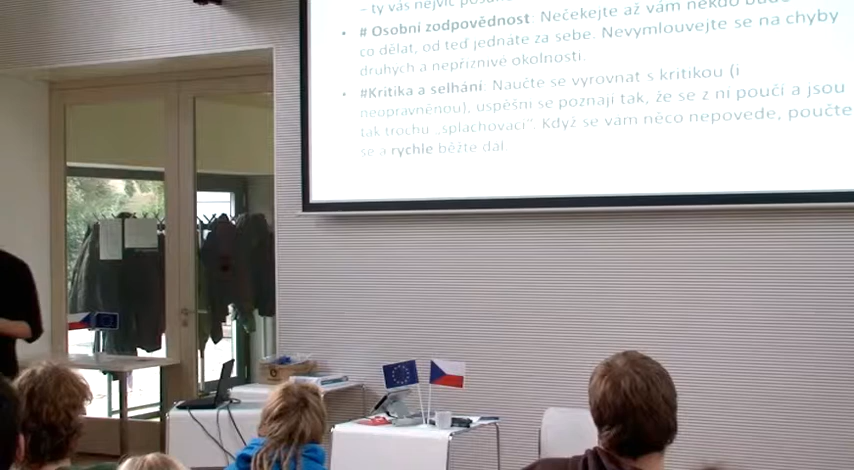 – ty vás nejvíc
• # Osobní zodpovědnost: Nečekejte až vám někdo bude
co dělat, od teď jednáte za sebe. Nevymlouvejte se na chyby
druhých a nepříznivé okolnosti.
• #Kritika a selhání: Naučte se vyrovnat s kritikou (i
neoprávněnou), úspěšní se poznají tak, že se z ní poučí a jsou
tak trochu „splachovací“. Když se vám něco nepovede, poučte
se a rychle běžte dál